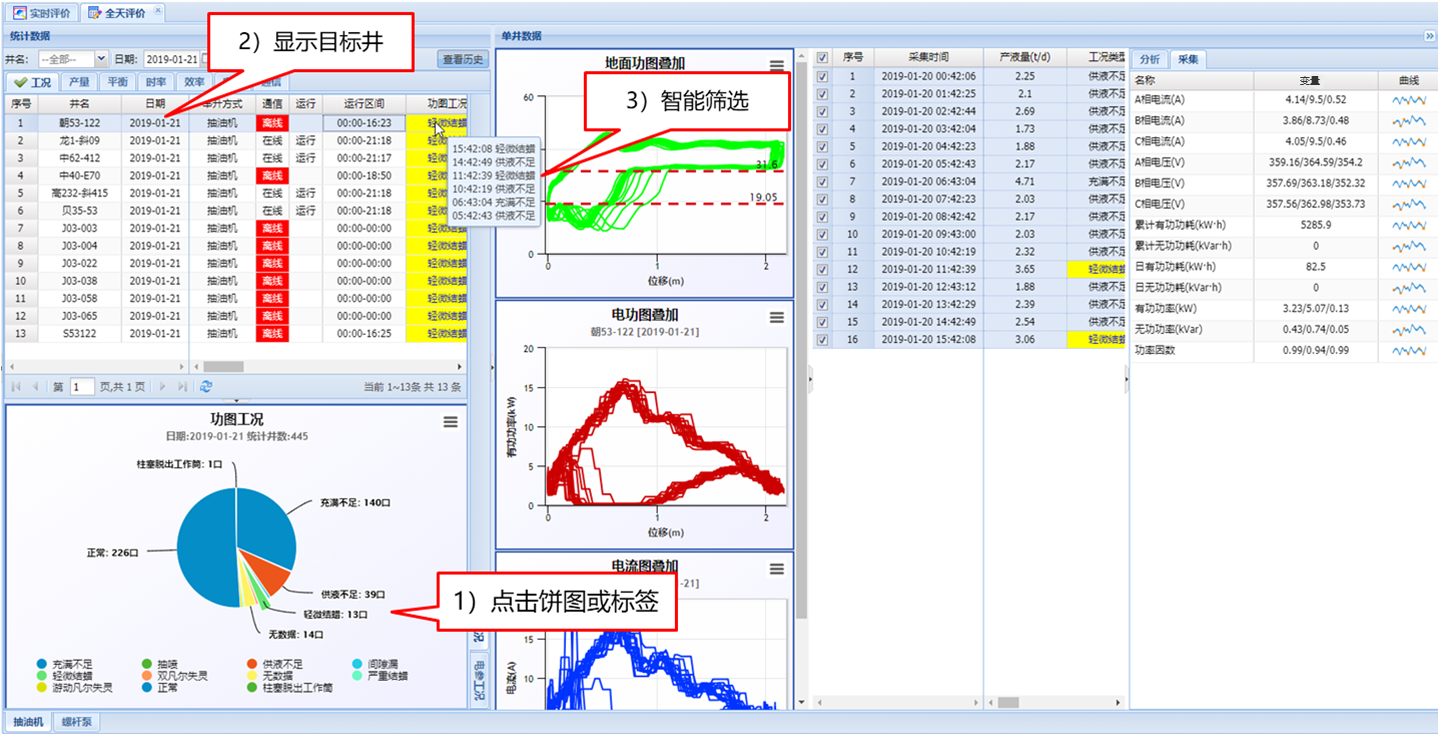 实时评价 全天评价
统计数据
井名: --全部-- 日期: 2019-01-21 查看历史
工况 产量 平衡 时率 效率 通信
序号 井名 日期 举升方式 通信 运行 运行区间 功图工况
1 朝53-122 2019-01-21 抽油机 离线 00:00-16:23 轻微结蜡
2 龙1-斜09 2019-01-21 抽油机 在线 运行 00:00-21:18 轻微结蜡
3 中62-412 2019-01-21 抽油机 在线 运行 00:00-21:17
4 中40-E70 2019-01-21 抽油机 离线 00:00-18:50
5 高232-斜415 2019-01-21 抽油机 在线 运行 00:00-21:18
6 贝35-53 2019-01-21 抽油机 在线 运行 00:00-21:18
7 J03-003 2019-01-21 抽油机 离线 00:00-00:00 轻微结蜡
8 J03-004 2019-01-21 抽油机 离线 00:00-00:00 轻微结蜡
9 J03-022 2019-01-21 抽油机 离线 00:00-00:00 轻微结蜡
10 J03-038 2019-01-21 抽油机 离线 00:00-00:00 轻微结蜡
11 J03-058 2019-01-21 抽油机 离线 00:00-00:00 轻微结蜡
12 J03-065 2019-01-21 抽油机 离线 00:00-00:00 轻微结蜡
13 S53122 2019-01-21 抽油机 离线 00:00-16:25 轻微结蜡
第 1 页,共 1 页 当前 1~13条 共 13 条
2）显示目标井
15:42:08 轻微结蜡
14:42:49 供液不足
11:42:39 轻微结蜡
10:42:19 供液不足
06:43:04 充满不足
05:42:43 供液不足
3）智能筛选
功图工况
日期:2019-01-21 统计井数:445
柱塞脱出工作筒: 1口
充满不足: 140口
正常: 226口
供液不足: 39口
轻微结蜡: 13口
无数据: 14口
充满不足 抽喷 供液不足 间隙漏
轻微结蜡 双凡尔失灵 无数据 严重结蜡
游动凡尔失灵 正常 柱塞脱出工作筒
1）点击饼图或标签
电参工况
抽油机 螺杆泵
单井数据
地面功图叠加
60
31.6
19.05
0
0 1 2
位移(m)
电功图叠加
朝53-122 [2019-01-21]
有功功率(kW)
20
15
10
5
0
0 1 2
位移(m)
电流图叠加
-21]
电流(A)
15
10
序号 采集时间 产液量(t/d) 工况类型
1 2019-01-20 00:42:06 2.25 供液不足
2 2019-01-20 01:42:25 2.1 供液不足
3 2019-01-20 02:42:44 2.69 供液不足
4 2019-01-20 03:42:04 1.73 供液不足
5 2019-01-20 04:42:23 1.88 供液不足
6 2019-01-20 05:42:43 2.17 供液不足
7 2019-01-20 06:43:04 4.71 充满不足
8 2019-01-20 07:42:23 2.03 供液不足
9 2019-01-20 08:42:42 2.17 供液不足
10 2019-01-20 09:43:00 2.03 供液不足
11 2019-01-20 10:42:19 2.32 供液不足
12 2019-01-20 11:42:39 3.65 轻微结蜡
13 2019-01-20 12:43:12 1.88 供液不足
14 2019-01-20 13:42:29 2.39 供液不足
15 2019-01-20 14:42:49 2.54 供液不足
16 2019-01-20 15:42:08 3.06 轻微结蜡
分析 采集
名称 变量 曲线
A相电流(A) 4.14/9.5/0.52
B相电流(A) 3.86/8.73/0.48
C相电流(A) 4.05/9.5/0.46
A相电压(V) 359.16/364.59/354.2
B相电压(V) 357.69/363.18/352.32
C相电压(V) 357.56/362.98/353.73
累计有功功耗(kW·h) 5285.9
累计无功功耗(kVar·h) 0
日有功功耗(kW·h) 82.5
日无功功耗(kVar·h) 0
有功功率(kW) 3.23/5.07/0.13
无功功率(kVar) 0.43/0.74/0.05
功率因数 0.99/0.94/0.99